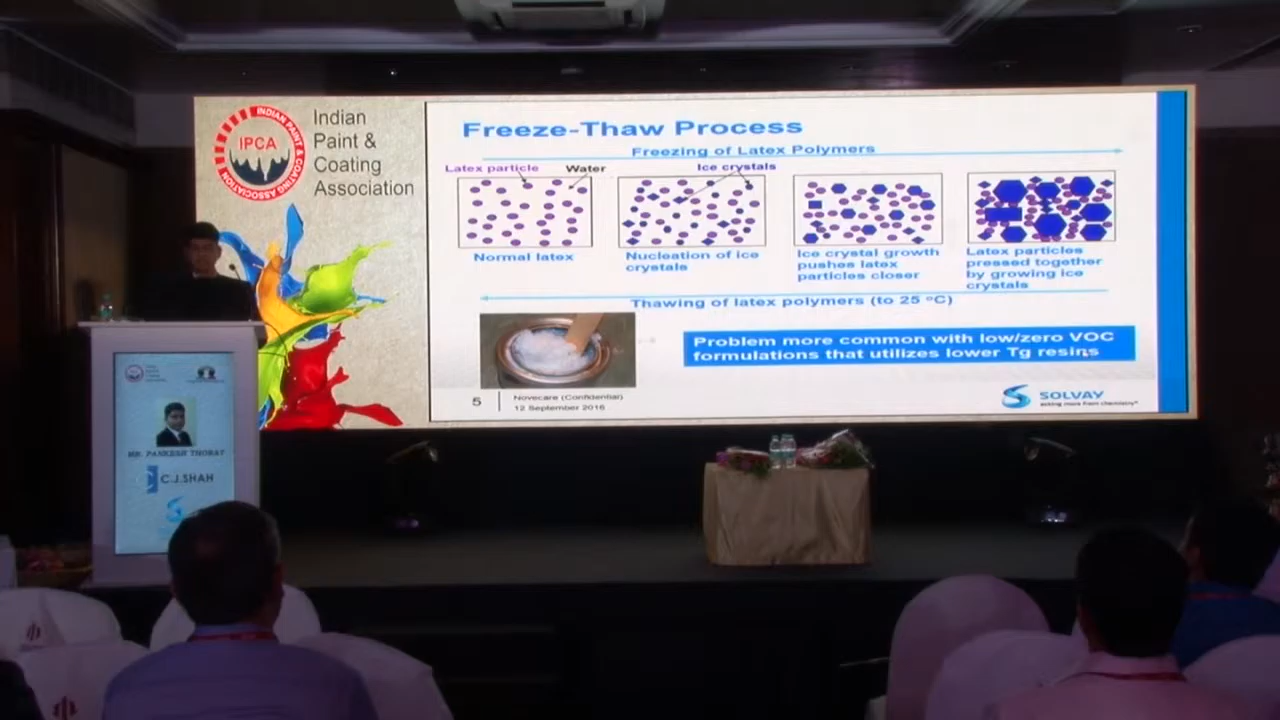 INDIAN PAINT & COATING ASSOCIATION
IPCA
Indian
Paint &
Coating
Association
Freeze-Thaw Process
Freezing of Latex Polymers
Latex particle
Water
Ice crystals
Normal latex
Nucleation of ice
crystals
Ice crystal growth
pushes latex
particles closer
Latex particles
pressed together
by growing ice
crystals
Thawing of latex polymers (to 25 °C)
Problem more common with low/zero VOC
formulations that utilizes lower Tg resins
5
Novecare (Confidential)
12 September 2016
SOLVAY
asking more from chemistry®
MR. PANKESH THORAT
C.J.SHAH